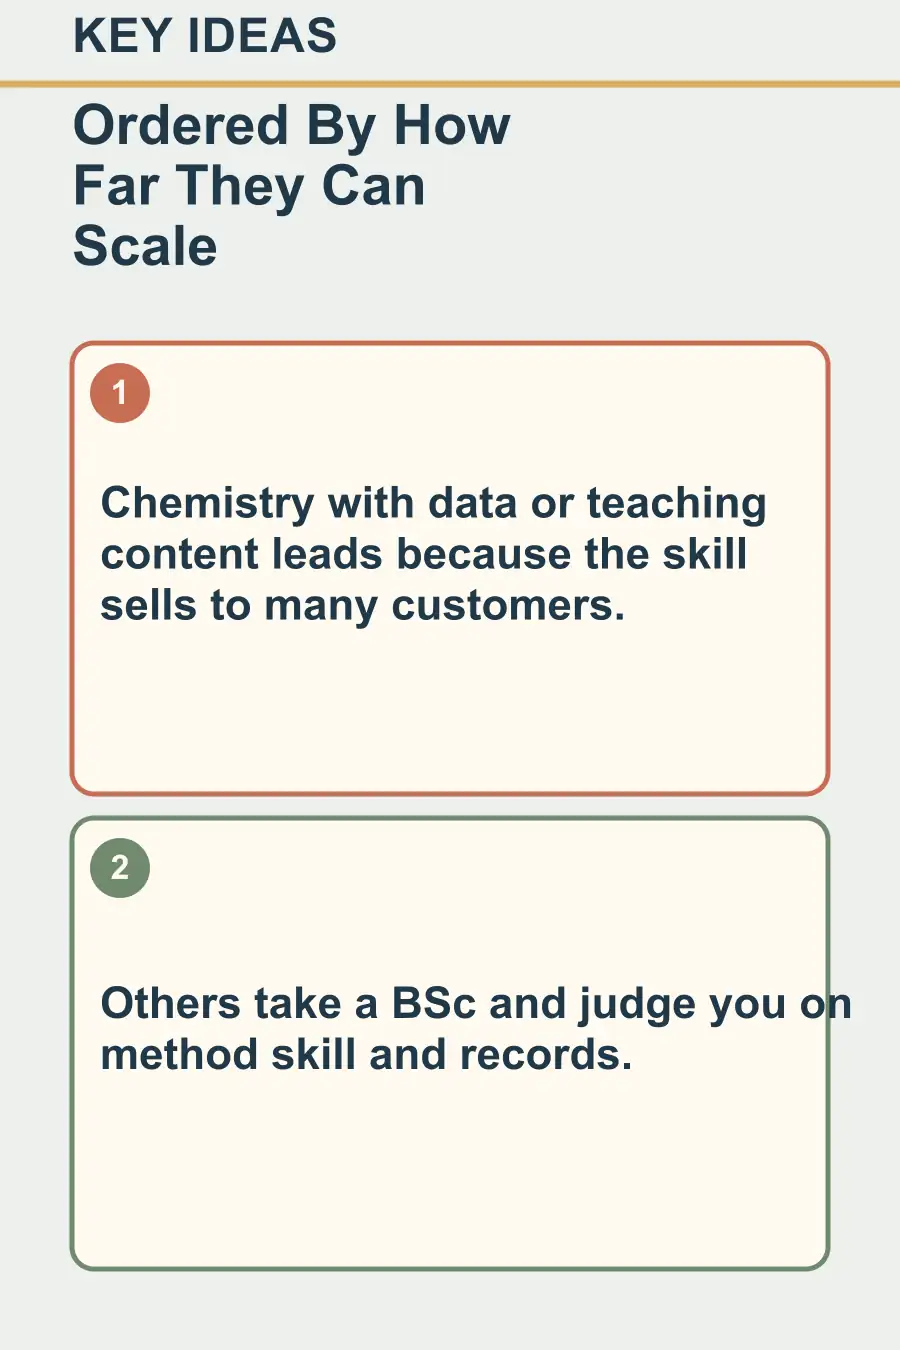 KEY IDEAS
Ordered By How
Far They Can
Scale
1
Chemistry with data or teaching
content leads because the skill
sells to many customers.
2
Others take a BSc and judge you on
method skill and records.